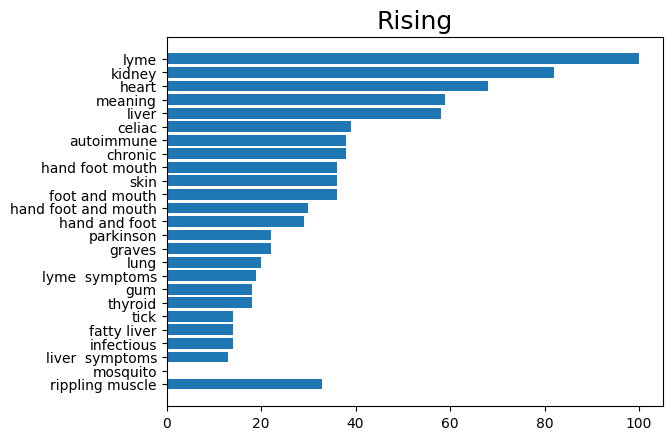 Rising
lyme
kidney
heart
meaning
liver
celiac
autoimmune
chronic
hand foot mouth
skin
foot and mouth
hand foot and mouth
hand and foot
parkinson
graves
lung
lyme  symptoms
gum
thyroid
tick
fatty liver
infectious
liver  symptoms
mosquito
rippling muscle
0 20 40 60 80 100